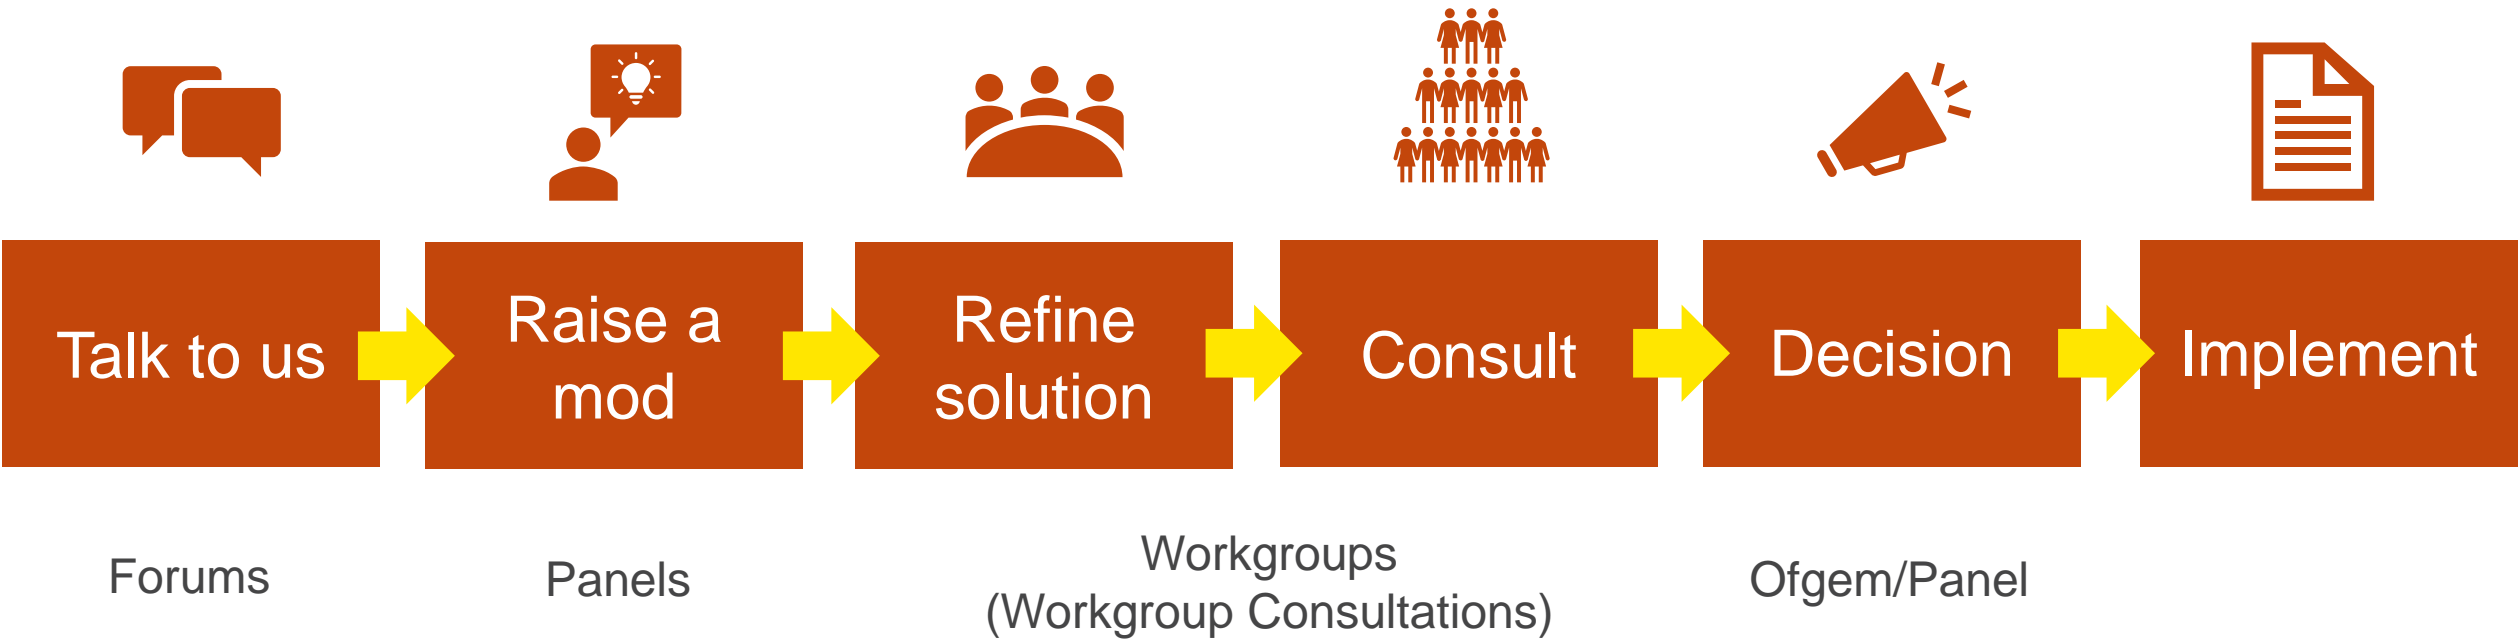 Talk to us
Raise a
mod
Refine
solution
Consult
Decision
Implement
Forums
Panels
Workgroups
(Workgroup Consultations)
Ofgem/Panel